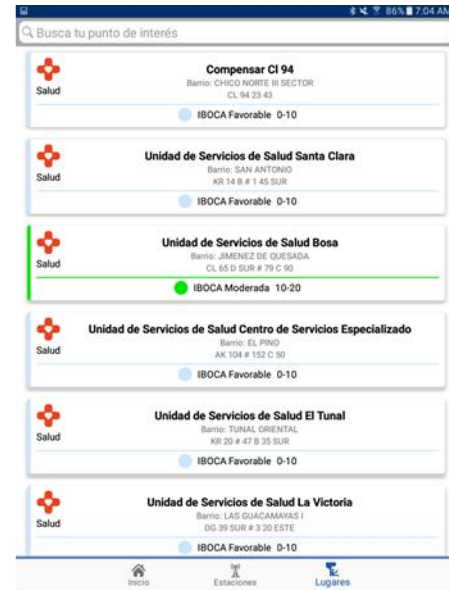 86% 7:04 AM
Busca tu punto de interés
Compensar Cl 94
Salud
Barrio: CHICO NORTE III SECTOR
CL 94 23 43
IBOCA Favorable 0-10
Unidad de Servicios de Salud Santa Clara
Salud
Barrio: SAN ANTONIO
KR 14 B # 1 45 SUR
IBOCA Favorable 0-10
Unidad de Servicios de Salud Bosa
Salud
Barrio: JIMENEZ DE QUESADA
CL 65 D SUR # 79 C 90
IBOCA Moderada 10-20
Unidad de Servicios de Salud Centro de Servicios Especializado
Salud
Barrio: EL PINO
AK 104 # 152 C 50
IBOCA Favorable 0-10
Unidad de Servicios de Salud El Tunal
Salud
Barrio: TUNAL ORIENTAL
KR 20 # 47 B 35 SUR
IBOCA Favorable 0-10
Unidad de Servicios de Salud La Victoria
Salud
Barrio: LAS GUACAMAYAS I
DG 39 SUR # 3 20 ESTE
IBOCA Favorable 0-10
Inicio Estaciones Lugares